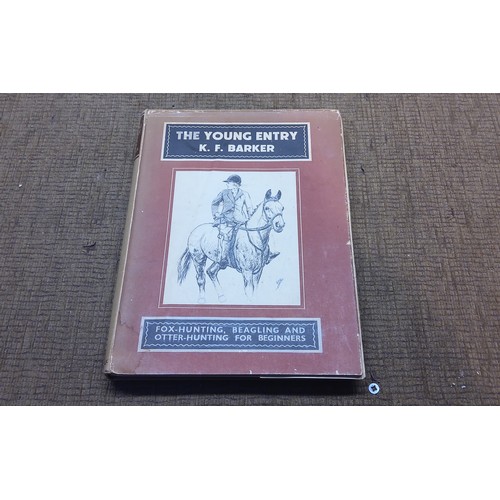 THE YOUNG ENTRY
K. F. BARKER
FOX-HUNTING, BEAGLING AND
OTTER-HUNTING FOR BEGINNERS